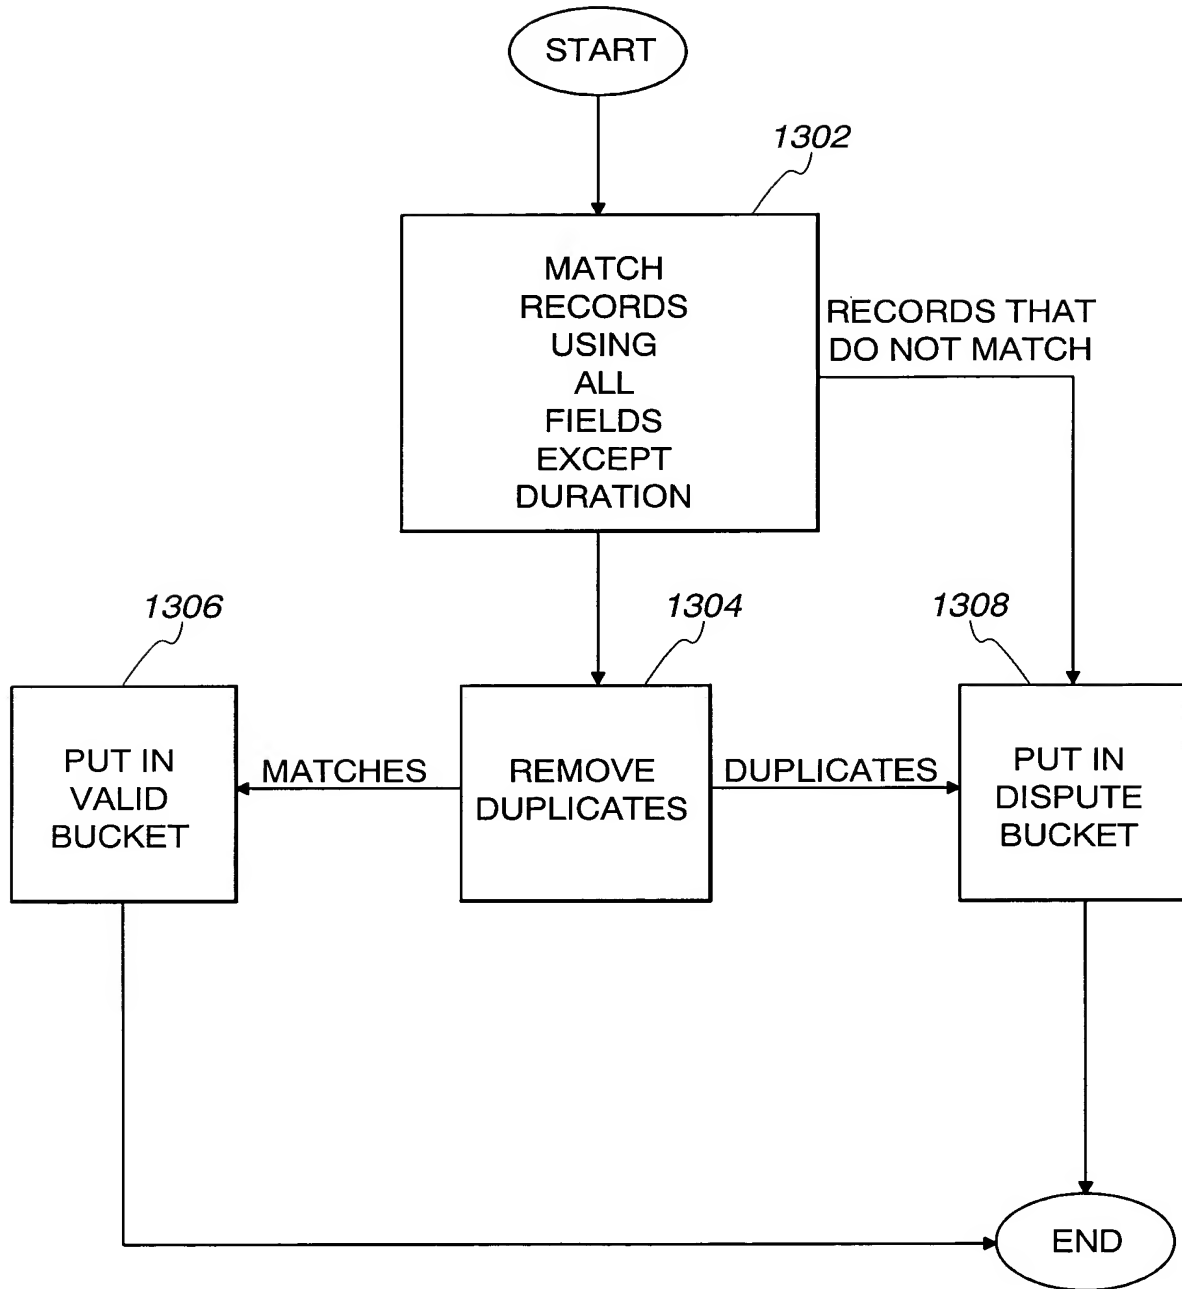 START
1302
MATCH
RECORDS
USING
ALL
FIELDS
EXCEPT
DURATION
RECORDS THAT
DO NOT MATCH
1306
1304
1308
PUT IN
VALID
BUCKET
MATCHES
REMOVE
DUPLICATES
DUPLICATES
PUT IN
DISPUTE
BUCKET
END